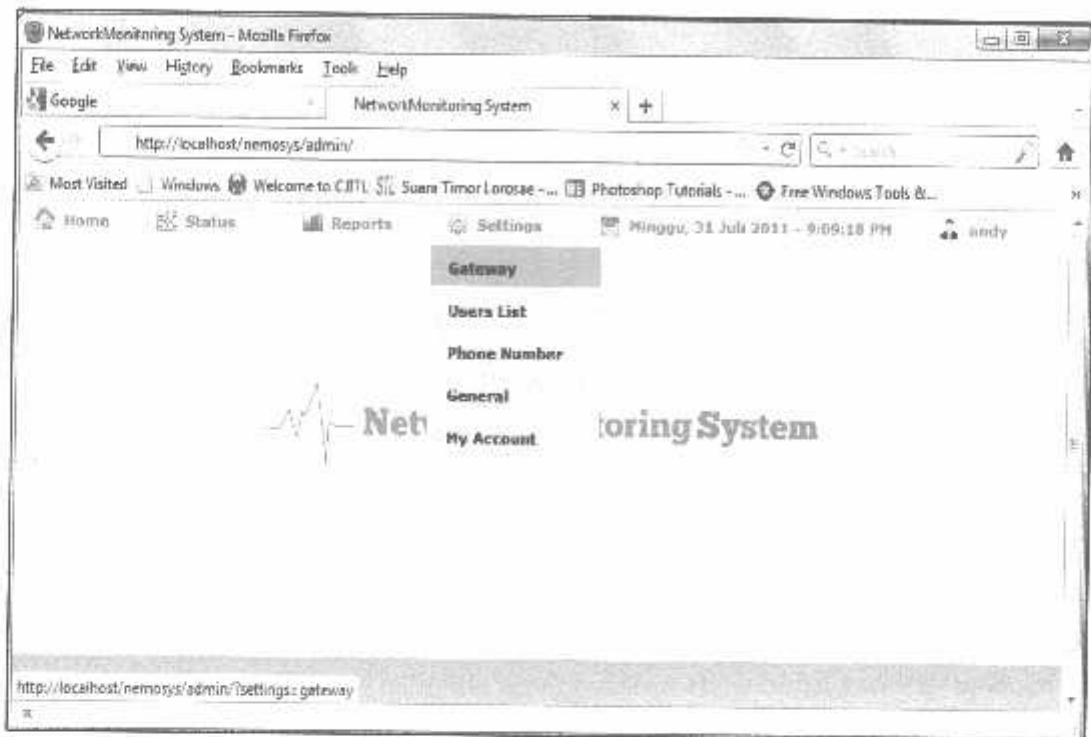 NetworkMonitoring System - Mozilla Firefox
File Edit View History Bookmarks Tools Help
Google
NetworkMonitoring System × +
http://localhost/nemosys/admin/
Most Visited Windows Welcome to CJITL STL Suara Timor Lorosae -... Photoshop Tutorials -... Free Windows Tools &...
Home Status Reports Settings Minggu, 31 Juli 2011 - 9:09:18 PM andy
Gateway
Users List
Phone Number
General
Net toring System
My Account
http://localhost/nemosys/admin/?settings::gateway
×